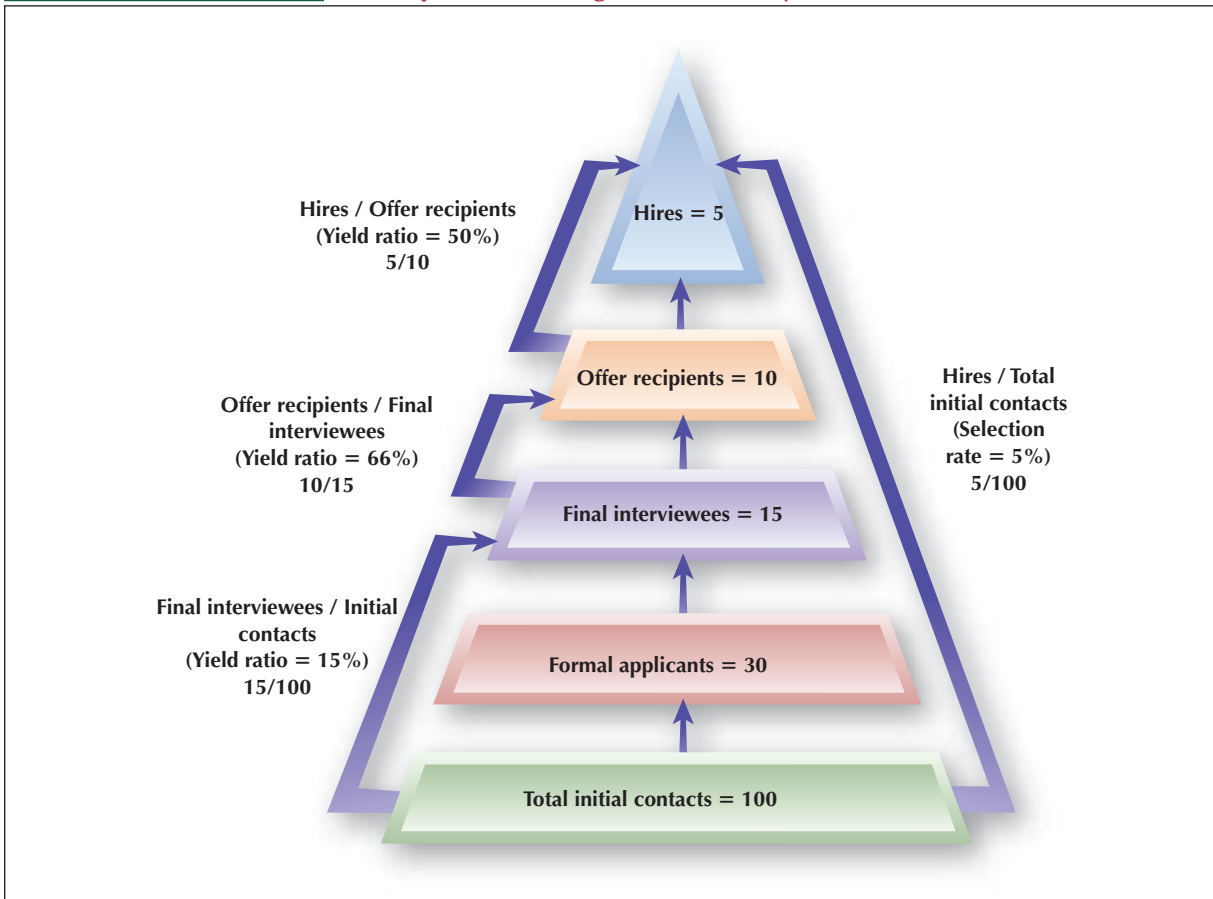 Hires = 5
Hires / Offer recipients
(Yield ratio = 50%)
5/10
Offer recipients = 10
Hires / Total
initial contacts
(Selection
rate = 5%)
5/100
Offer recipients / Final
interviewees
(Yield ratio = 66%)
10/15
Final interviewees = 15
Final interviewees / Initial
contacts
(Yield ratio = 15%)
15/100
Formal applicants = 30
Total initial contacts = 100